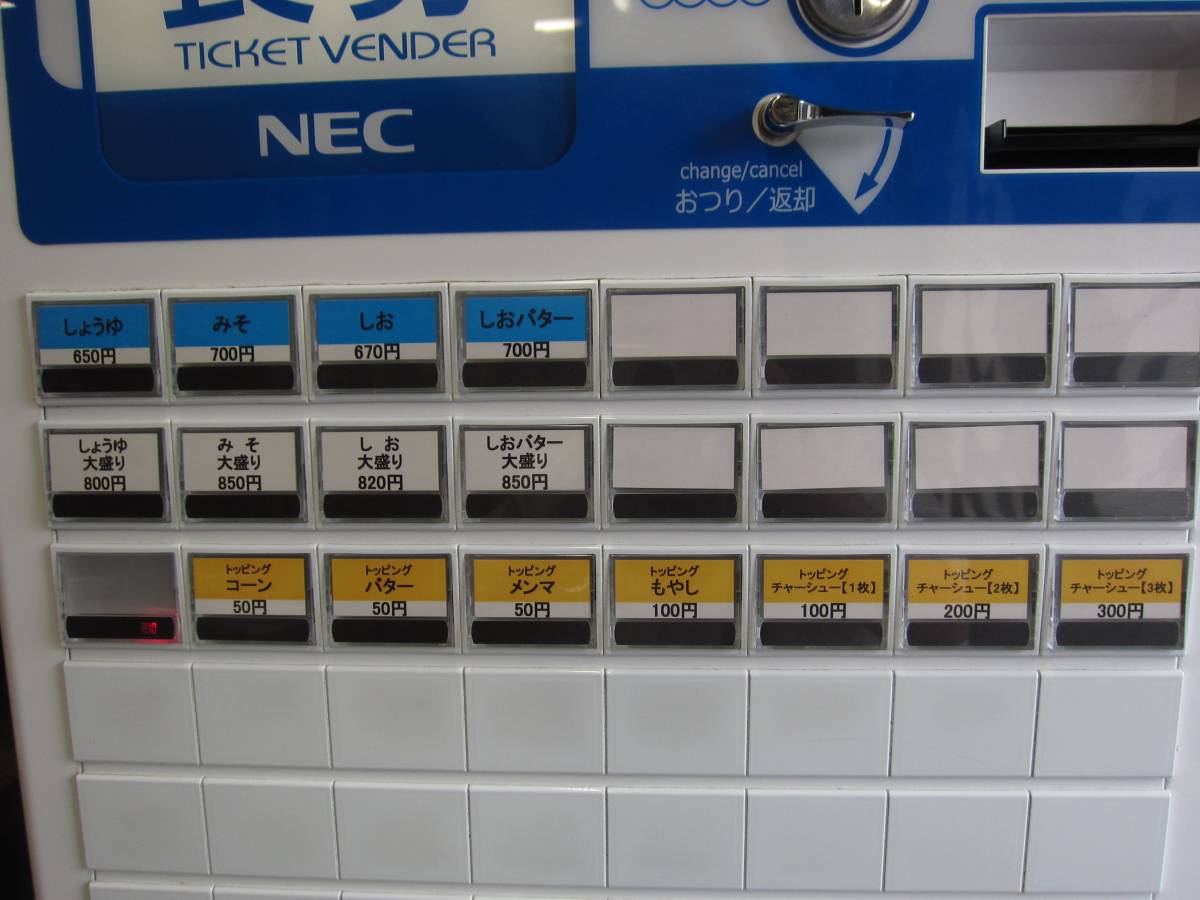 TICKET VENDER
NEC
change/cancel
おつり／返却
しょうゆ
650円
みそ
700円
しお
670円
しおバター
700円
しょうゆ
大盛り
800円
みそ
大盛り
850円
しお
大盛り
820円
しおバター
大盛り
850円
売切
トッピング
コーン
50円
トッピング
バター
50円
トッピング
メンマ
50円
トッピング
もやし
100円
トッピング
チャーシュー【1枚】
100円
トッピング
チャーシュー【2枚】
200円
トッピング
チャーシュー【3枚】
300円